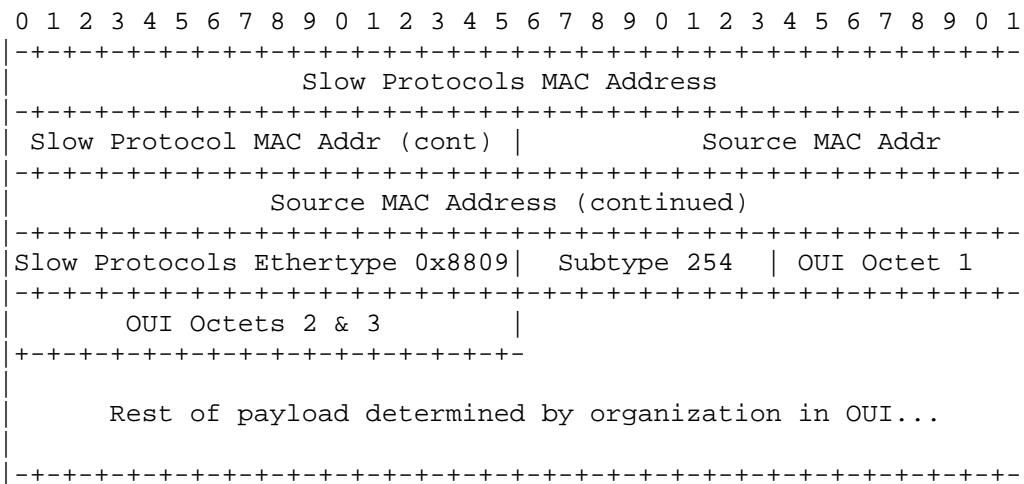 0 1 2 3 4 5 6 7 8 9 0 1 2 3 4 5 6 7 8 9 0 1 2 3 4 5 6 7 8 9 0 1
|-+-+-+-+-+-+-+-+-+-+-+-+-+-+-+-+-+-+-+-+-+-+-+-+-+-+-+-+-+-+-+-
| Slow Protocols MAC Address
|-+-+-+-+-+-+-+-+-+-+-+-+-+-+-+-+-+-+-+-+-+-+-+-+-+-+-+-+-+-+-+-
| Slow Protocol MAC Addr (cont) | Source MAC Addr
|-+-+-+-+-+-+-+-+-+-+-+-+-+-+-+-+-+-+-+-+-+-+-+-+-+-+-+-+-+-+-+-
| Source MAC Address (continued)
|-+-+-+-+-+-+-+-+-+-+-+-+-+-+-+-+-+-+-+-+-+-+-+-+-+-+-+-+-+-+-+-
|Slow Protocols Ethertype 0x8809| Subtype 254 | OUI Octet 1
|-+-+-+-+-+-+-+-+-+-+-+-+-+-+-+-+-+-+-+-+-+-+-+-+-+-+-+-+-+-+-+-
| OUI Octets 2 & 3 |
|+-+-+-+-+-+-+-+-+-+-+-+-+-+-+-+-
|
| Rest of payload determined by organization in OUI...
|
|-+-+-+-+-+-+-+-+-+-+-+-+-+-+-+-+-+-+-+-+-+-+-+-+-+-+-+-+-+-+-+-